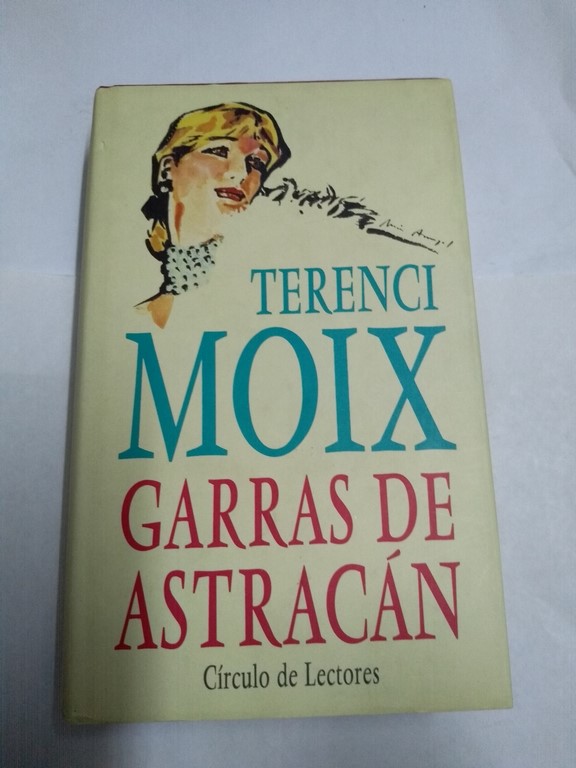 TERENCI
MOIX
GARRAS DE
ASTRACÁN
Círculo de Lectores